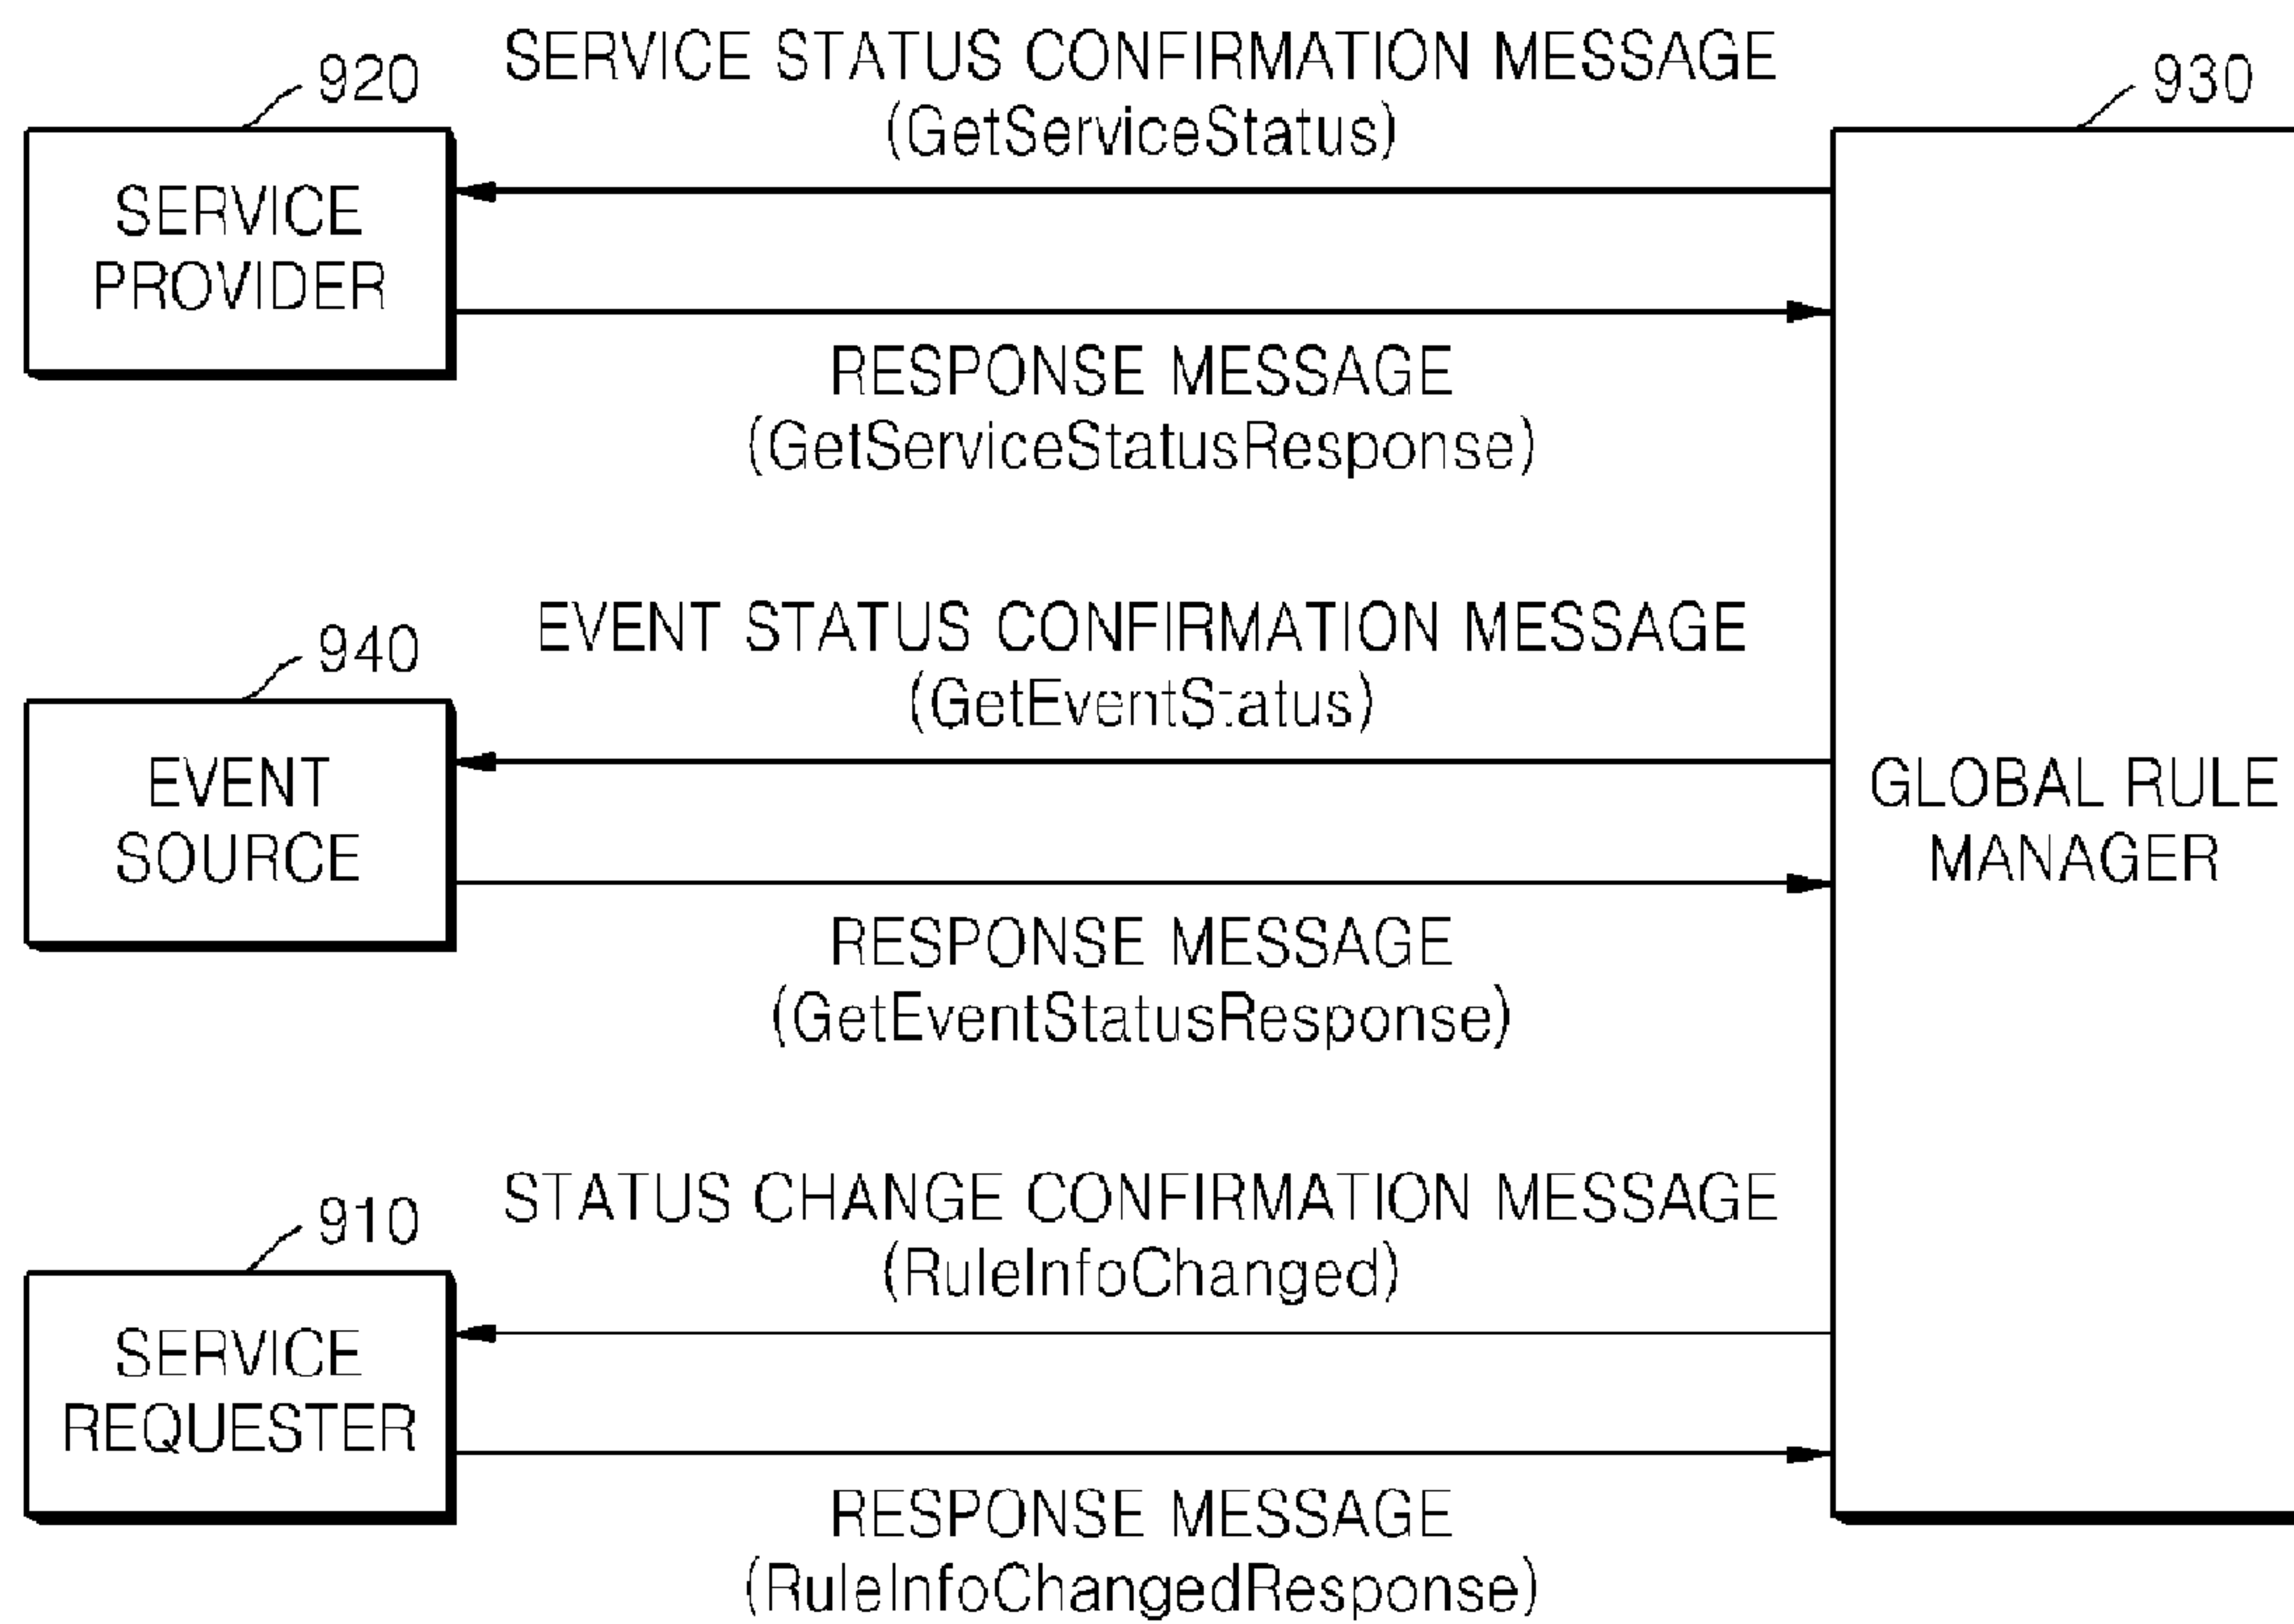 920
SERVICE STATUS CONFIRMATION MESSAGE
930
(GetServiceStatus)
SERVICE
PROVIDER
RESPONSE MESSAGE
(GetServiceStatusResponse)
940
EVENT STATUS CONFIRMATION MESSAGE
(GetEventStatus)
EVENT
SOURCE
GLOBAL RULE
MANAGER
RESPONSE MESSAGE
(GetEventStatusResponse)
910
STATUS CHANGE CONFIRMATION MESSAGE
(RuleInfoChanged)
SERVICE
REQUESTER
RESPONSE MESSAGE
(RuleInfoChangedResponse)